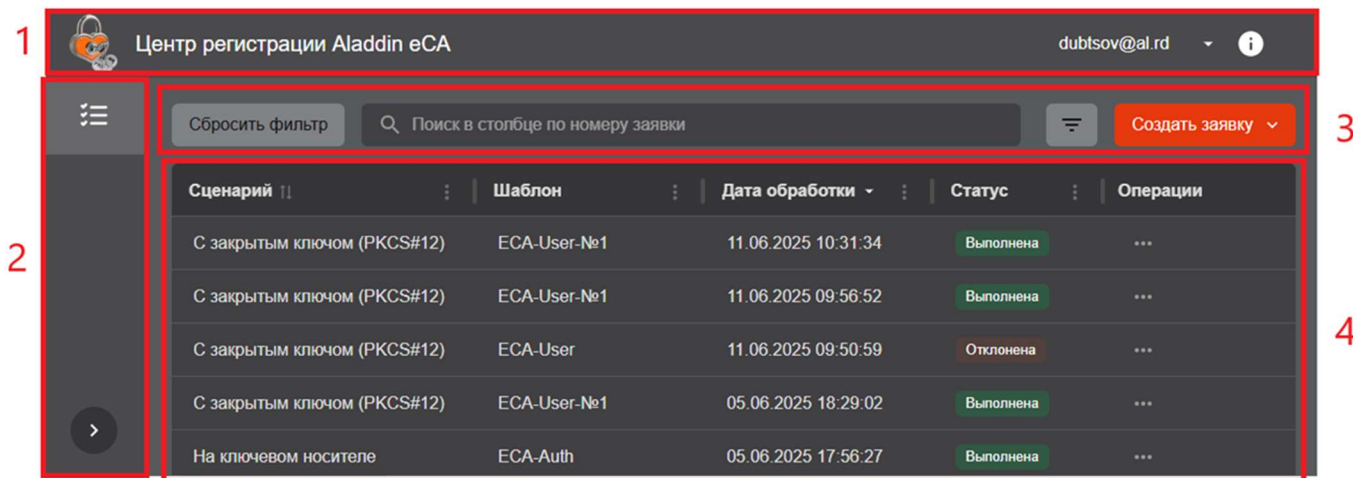 1
Центр регистрации Aladdin eCA
dubtsov@al.rd
i
Сбросить фильтр
Поиск в столбце по номеру заявки
Создать заявку
3
Сценарий
Шаблон
Дата обработки
Статус
Операции
2
С закрытым ключом (PKCS#12) ECA-User-№1 11.06.2025 10:31:34 Выполнена ...
С закрытым ключом (PKCS#12) ECA-User-№1 11.06.2025 09:56:52 Выполнена ...
4
С закрытым ключом (PKCS#12) ECA-User 11.06.2025 09:50:59 Отклонена ...
С закрытым ключом (PKCS#12) ECA-User-№1 05.06.2025 18:29:02 Выполнена ...
На ключевом носителе ECA-Auth 05.06.2025 17:56:27 Выполнена ...